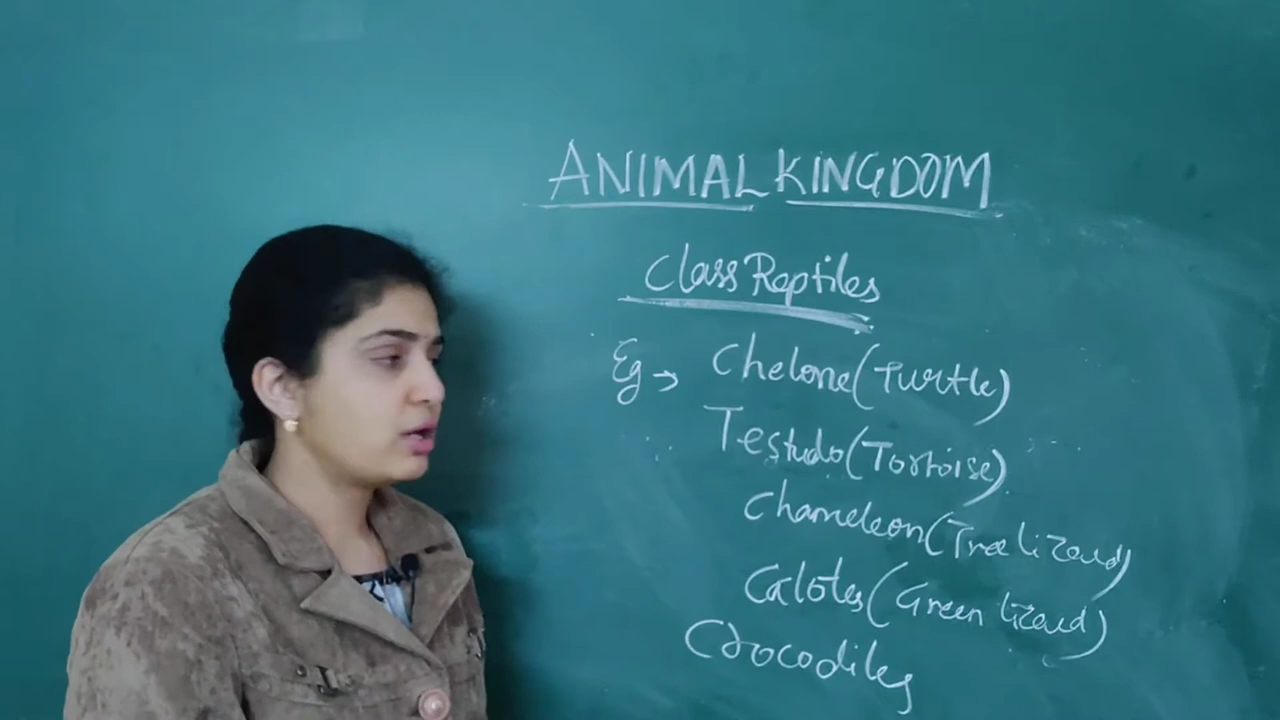 ANIMAL KINGDOM
Class Reptiles
Eg → Chelone (Turtle)
Testudo (Tortoise)
Chameleon (Tree lizard)
Calotes (Green lizard)
Crocodiles